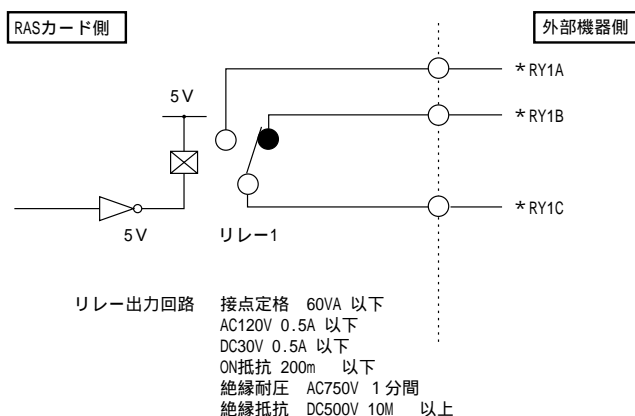 RASカード側
外部機器側
*RY1A
5V
*RY1B
*RY1C
5V
リレー1
リレー出力回路 接点定格 60VA 以下
AC120V 0.5A 以下
DC30V 0.5A 以下
ON抵抗 200m 以下
絶縁耐圧 AC750V 1分間
絶縁抵抗 DC500V 10M 以上